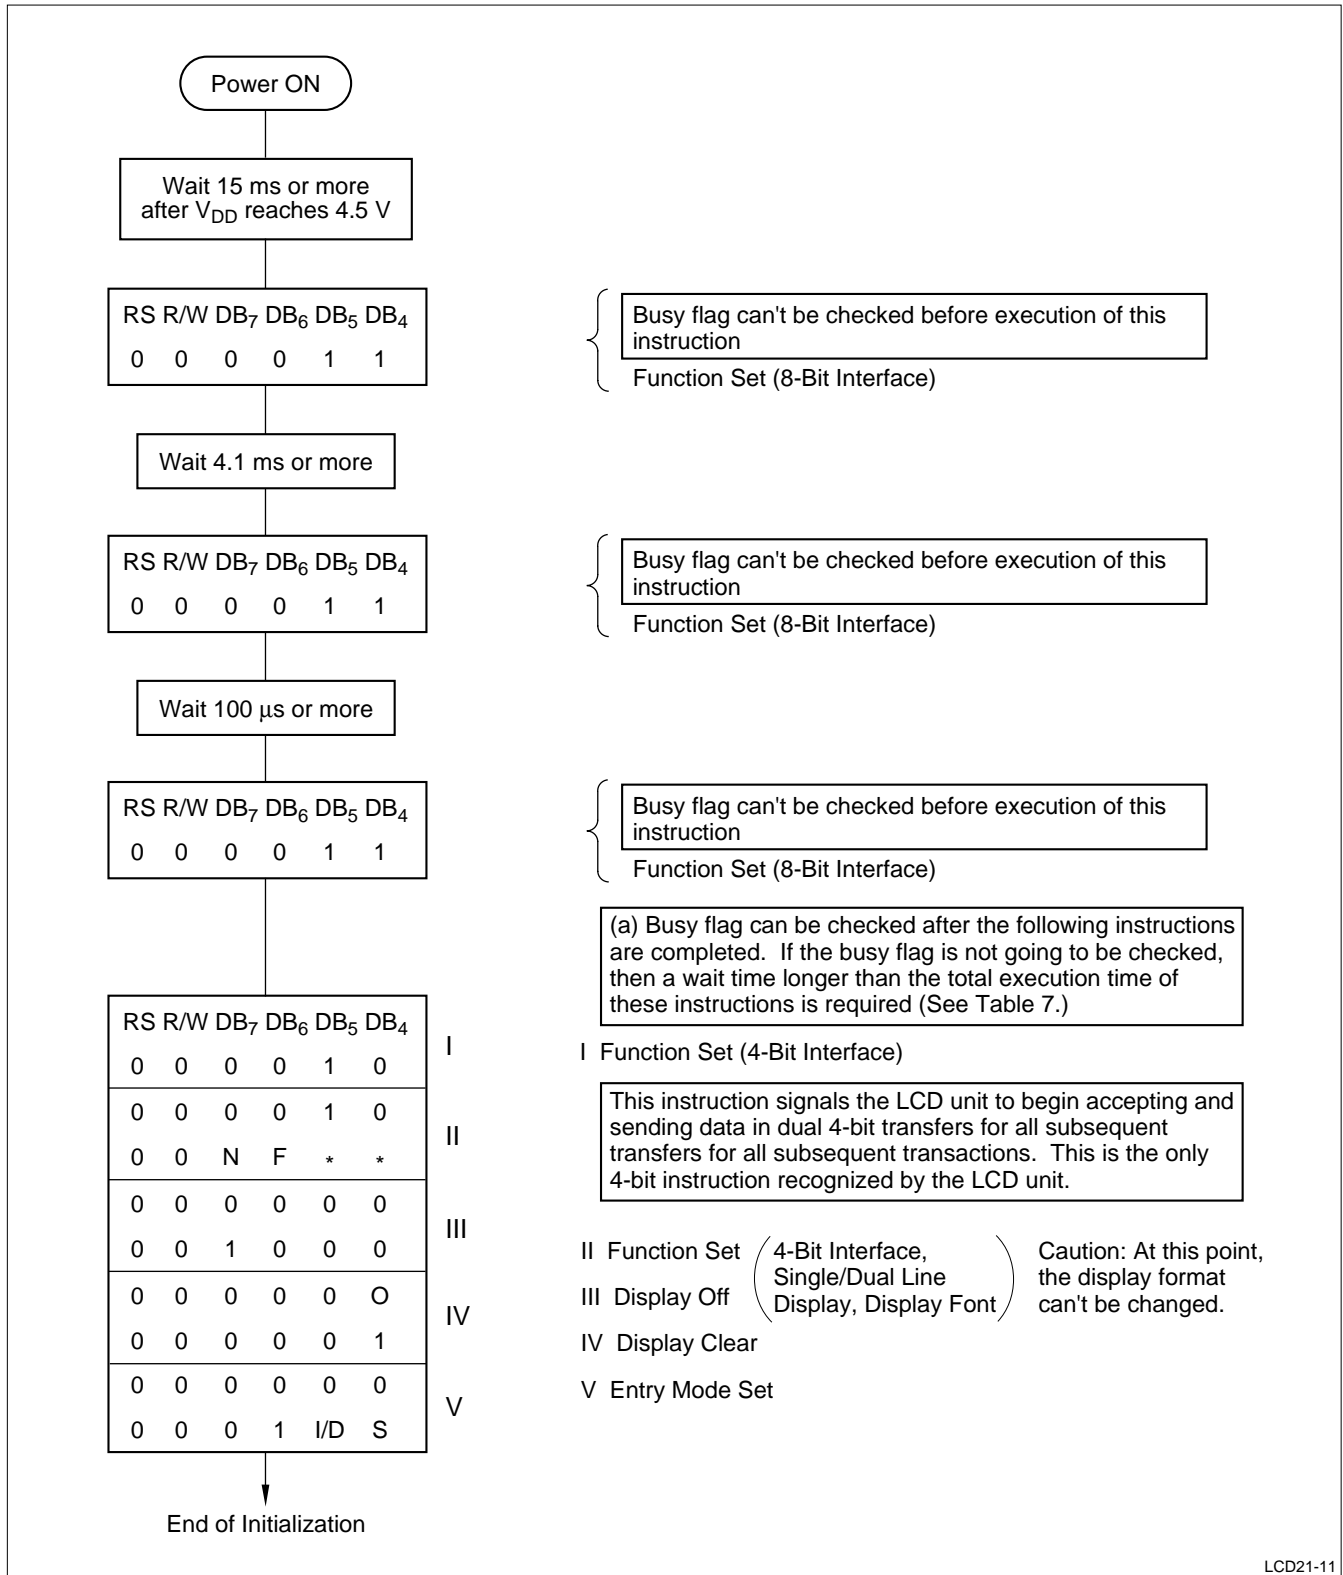 Power ON
Wait 15 ms or more
after VDD reaches 4.5 V
RS R/W DB7 DB6 DB5 DB4
0 0 0 0 1 1
Busy flag can't be checked before execution of this
instruction
Function Set (8-Bit Interface)
Wait 4.1 ms or more
RS R/W DB7 DB6 DB5 DB4
0 0 0 0 1 1
Busy flag can't be checked before execution of this
instruction
Function Set (8-Bit Interface)
Wait 100 µs or more
RS R/W DB7 DB6 DB5 DB4
0 0 0 0 1 1
Busy flag can't be checked before execution of this
instruction
Function Set (8-Bit Interface)
(a) Busy flag can be checked after the following instructions
are completed. If the busy flag is not going to be checked,
then a wait time longer than the total execution time of
these instructions is required (See Table 7.)
RS R/W DB7 DB6 DB5 DB4
0 0 0 0 1 0
I
0 0 0 0 1 0
0 0 N F * *
II
0 0 0 0 0 0
0 0 1 0 0 0
III
0 0 0 0 0 O
0 0 0 0 0 1
IV
0 0 0 0 0 0
0 0 0 1 I/D S
V
I Function Set (4-Bit Interface)
This instruction signals the LCD unit to begin accepting and
sending data in dual 4-bit transfers for all subsequent
transfers for all subsequent transactions. This is the only
4-bit instruction recognized by the LCD unit.
II Function Set
III Display Off
4-Bit Interface,
Single/Dual Line
Display, Display Font
Caution: At this point,
the display format
can't be changed.
IV Display Clear
V Entry Mode Set
End of Initialization
LCD21-11